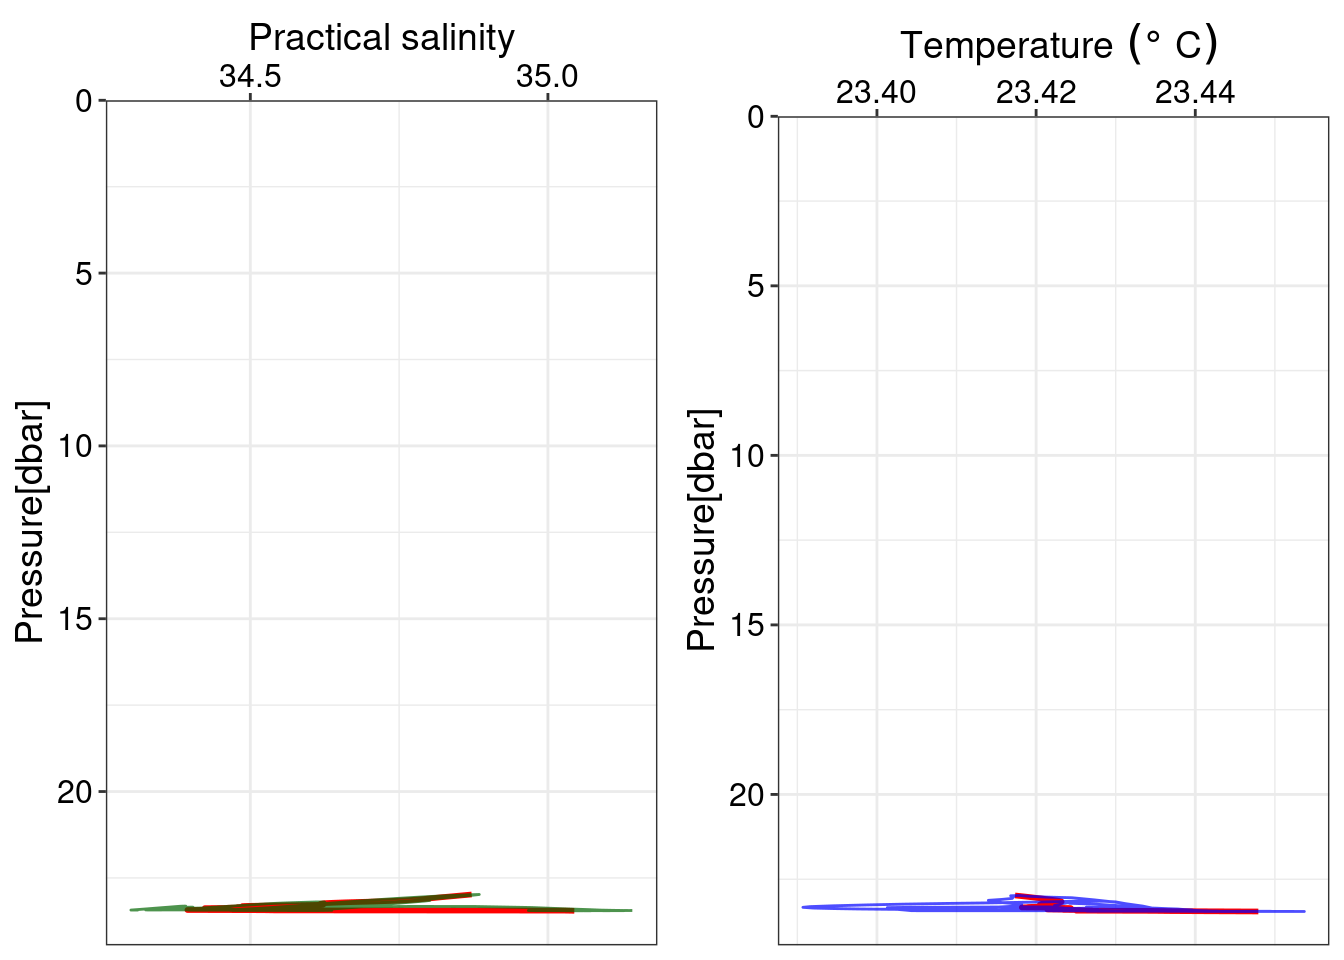 Practical salinity
34.5 35.0
0
5
10
15
20
Pressure[dbar]
Temperature (° C)
23.40 23.42 23.44
0
5
10
15
20
Pressure[dbar]